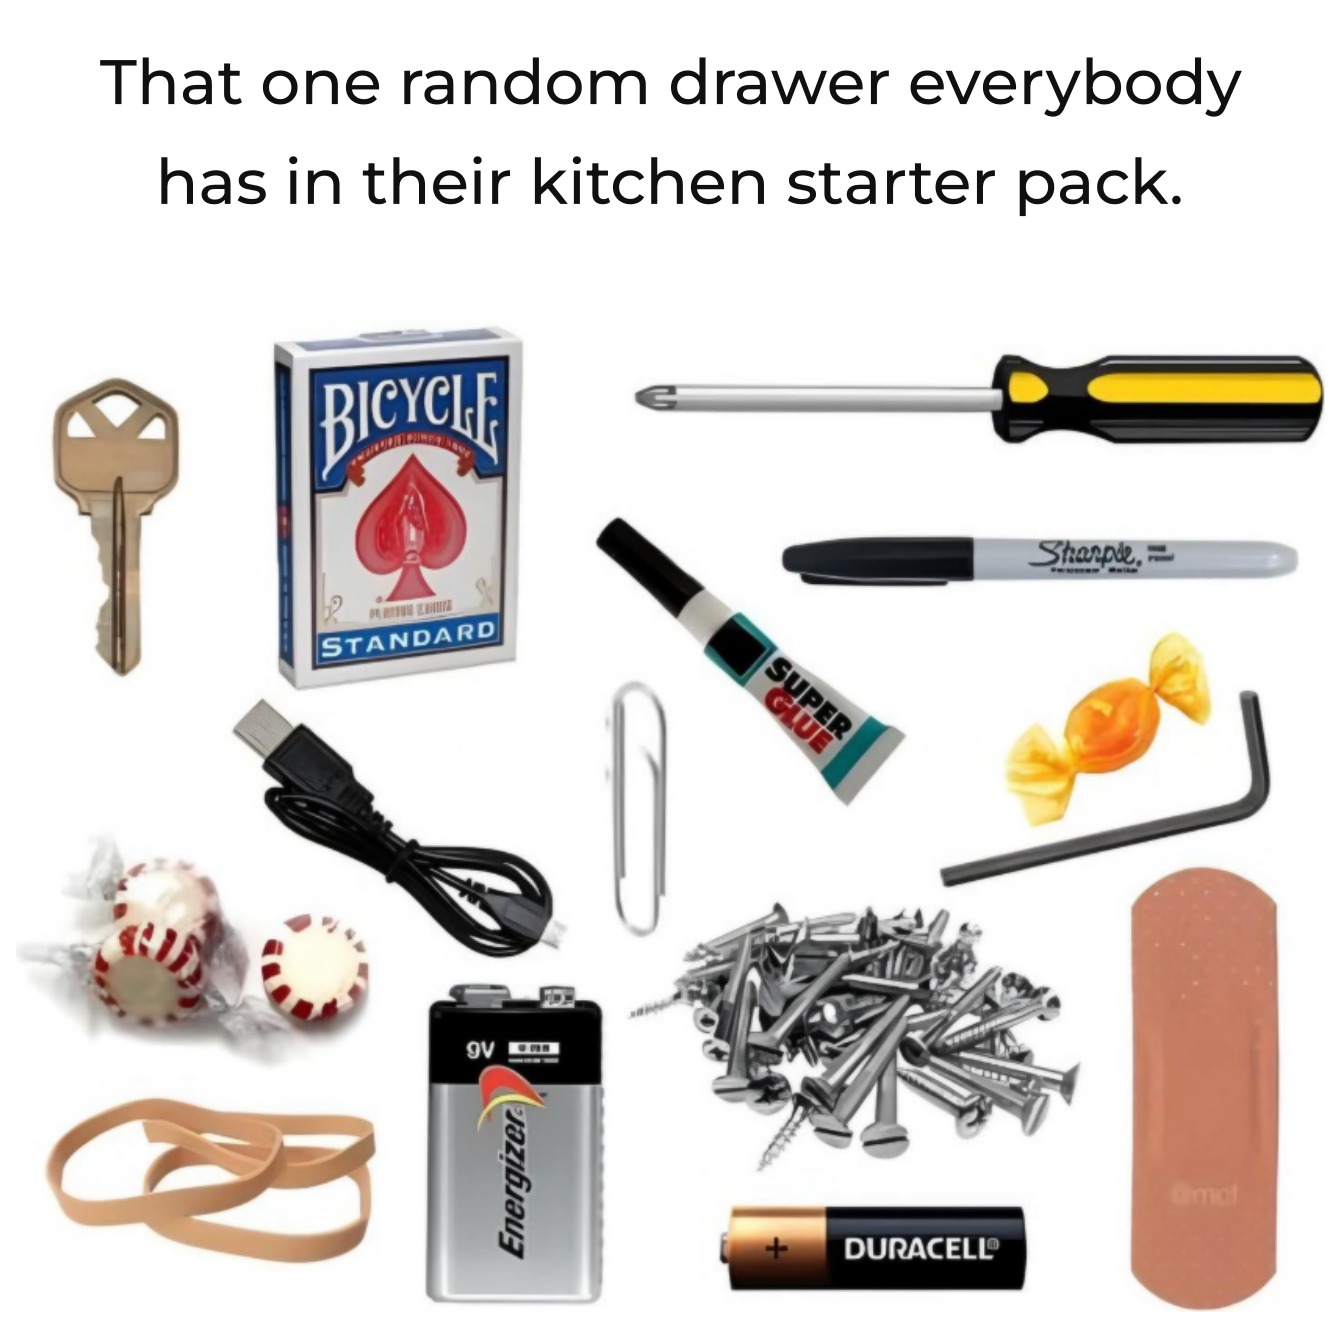 That one random drawer everybody
has in their kitchen starter pack.
BICYCLE
STANDARD
Sharpie
SUPER
GLUE
9V
Energizer
+
DURACELL